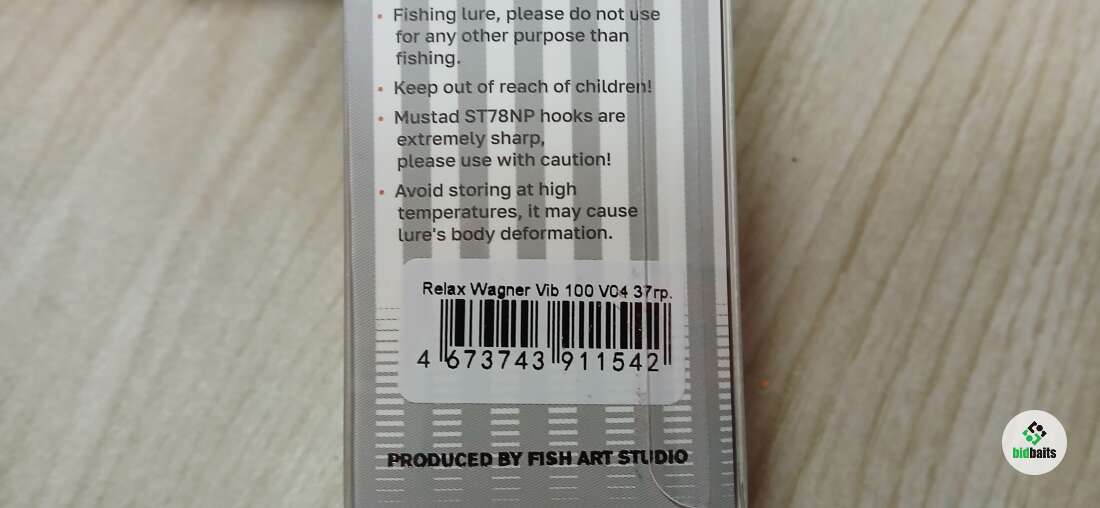 Fishing lure, please do not use
for any other purpose than
fishing.
Keep out of reach of children!
Mustad ST78NP hooks are
extremely sharp,
please use with caution!
Avoid storing at high
temperatures, it may cause
lure's body deformation.
Relax Wagner Vib 100 V04 37гр.
4 673743 911542
PRODUCED BY FISH ART STUDIO
bidbaits